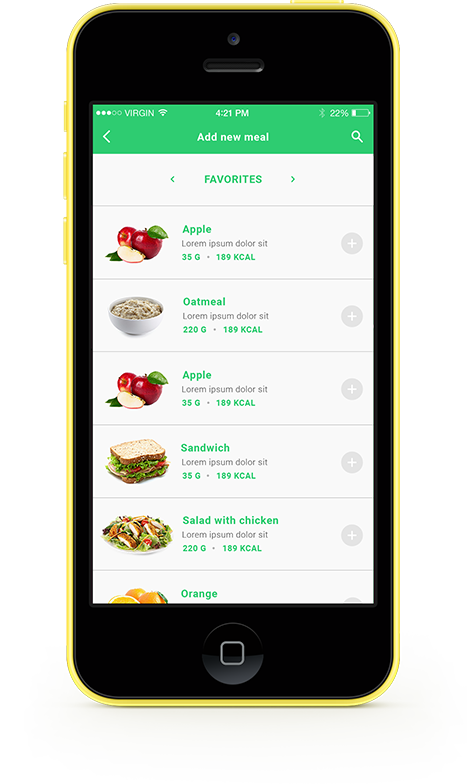 VIRGIN 4:21 PM 22%
Add new meal
FAVORITES
Apple
Lorem ipsum dolor sit
35 G • 189 KCAL
Oatmeal
Lorem ipsum dolor sit
220 G • 189 KCAL
Apple
Lorem ipsum dolor sit
35 G • 189 KCAL
Sandwich
Lorem ipsum dolor sit
35 G • 189 KCAL
Salad with chicken
Lorem ipsum dolor sit
220 G • 189 KCAL
Orange